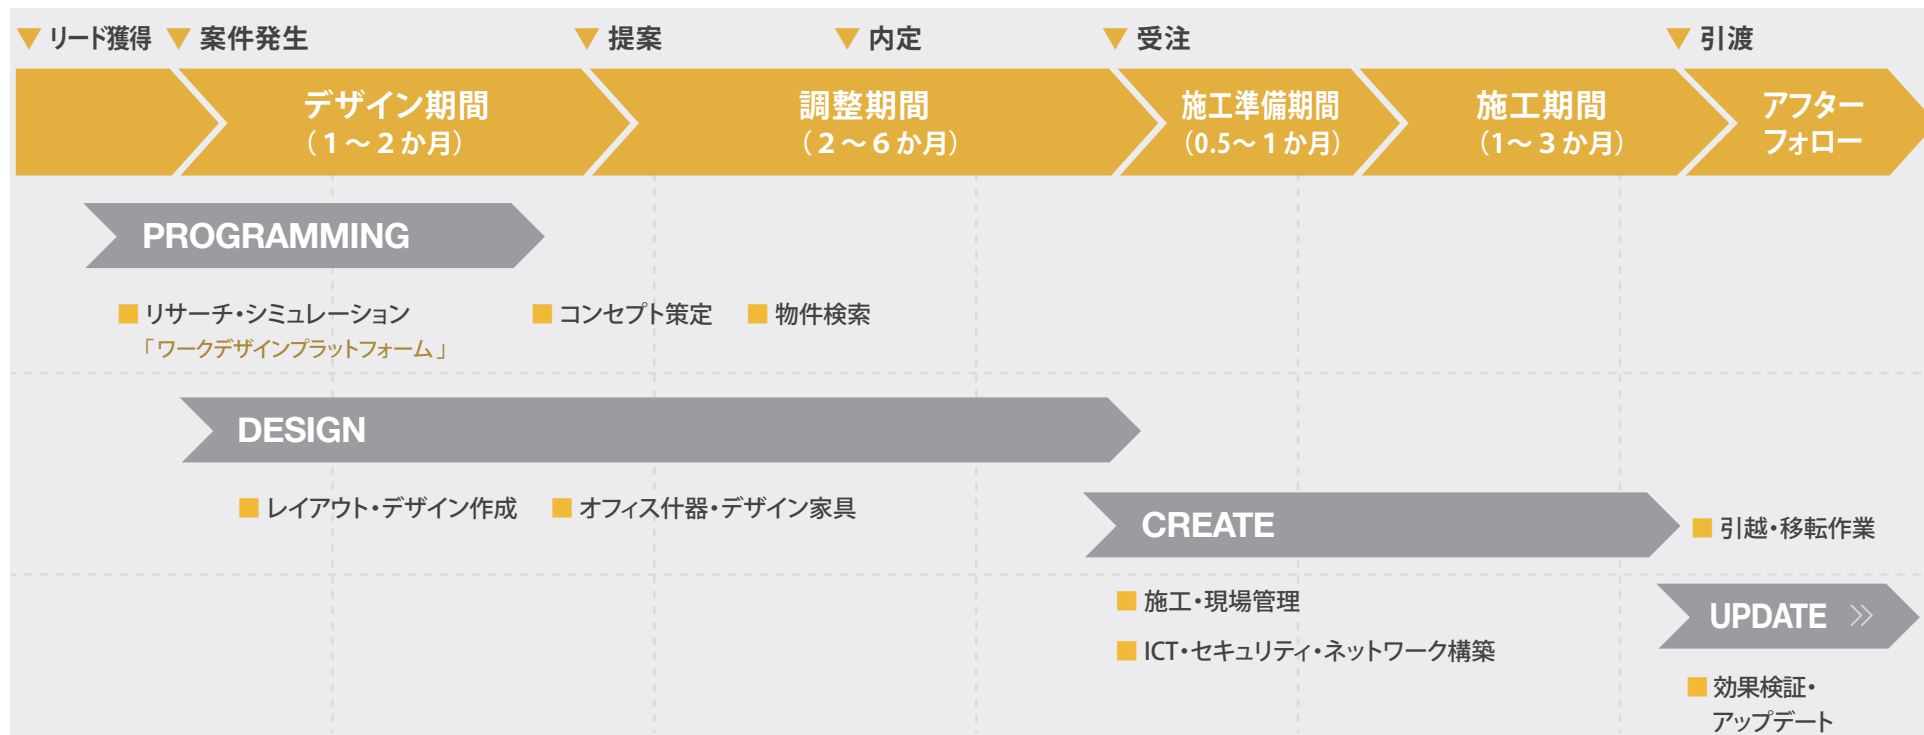 ▼ リード獲得 ▼ 案件発生 ▼ 提案 ▼ 内定 ▼ 受注 ▼ 引渡
デザイン期間
(1〜2か月)
調整期間
(2〜6か月)
施工準備期間
(0.5〜1か月)
施工期間
(1〜3か月)
アフター
フォロー
PROGRAMMING
■ リサーチ・シミュレーション
「ワークデザインプラットフォーム」
■ コンセプト策定
■ 物件検索
DESIGN
■ レイアウト・デザイン作成
■ オフィス什器・デザイン家具
CREATE
■ 引越・移転作業
■ 施工・現場管理
■ ICT・セキュリティ・ネットワーク構築
UPDATE
■ 効果検証・
アップデート